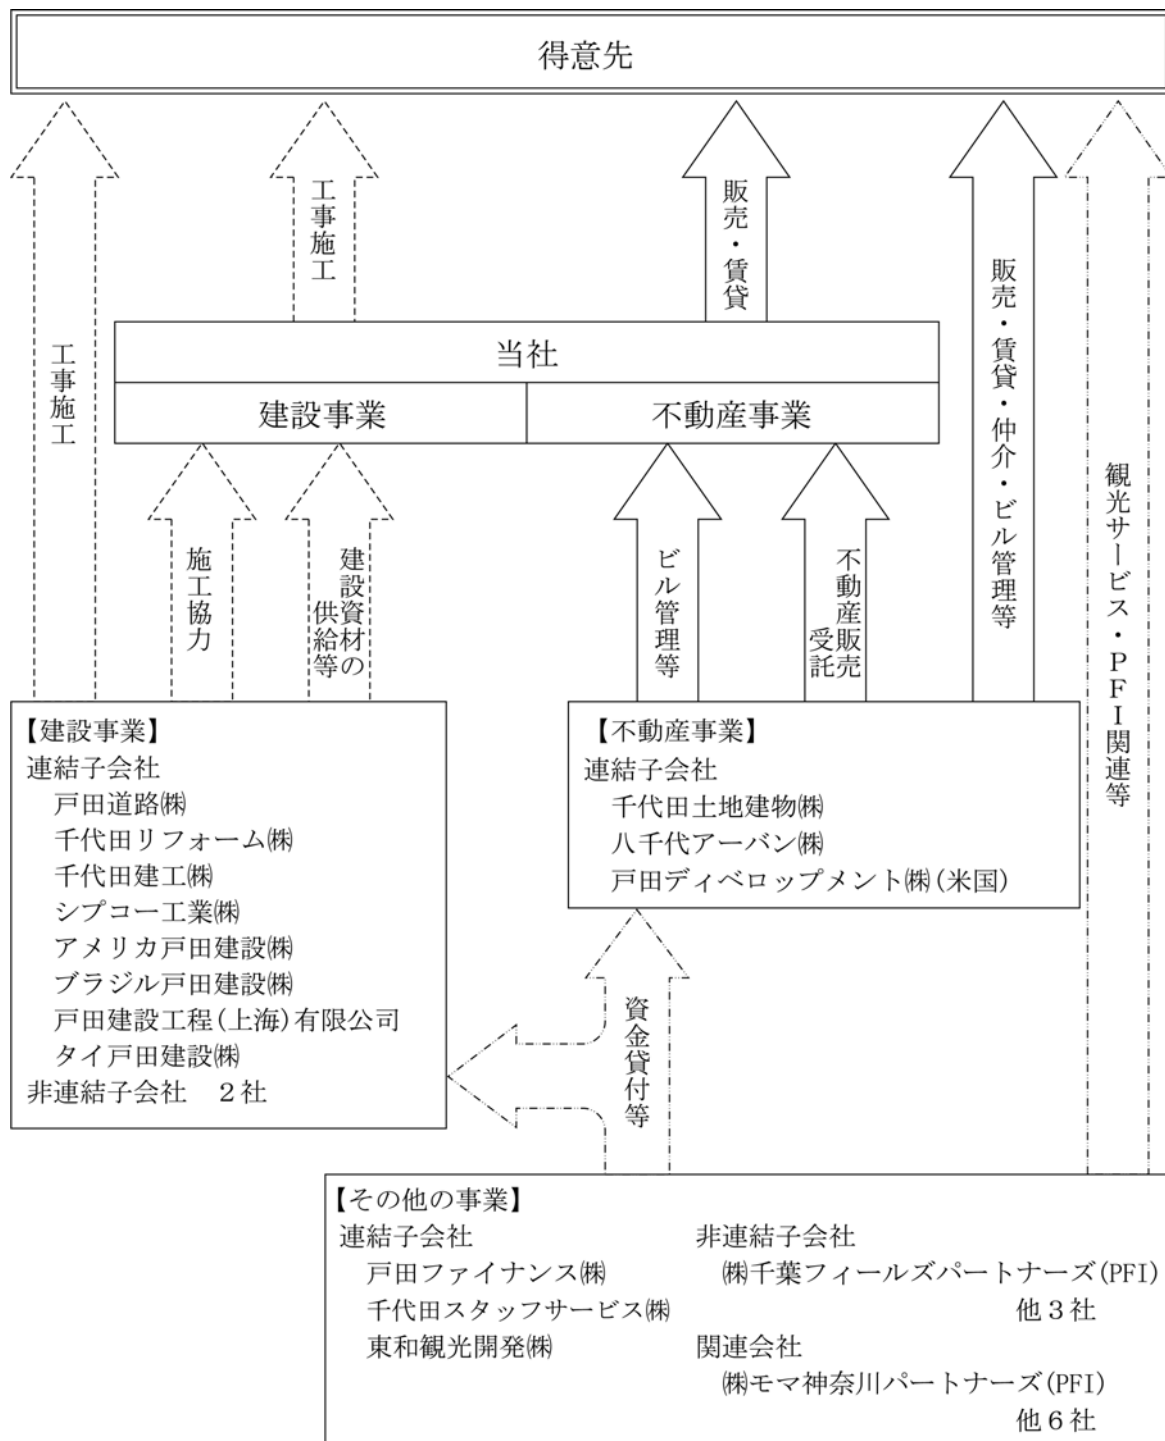 得意先
工事施工
工事施工
販売・賃貸
販売・賃貸・仲介・ビル管理等
観光サービス・PFI関連等
当社
建設事業
不動産事業
施工協力
建設資材の
供給等
ビル管理等
不動産販売
受託
【建設事業】
連結子会社
戸田道路㈱
千代田リフォーム㈱
千代田建工㈱
シプコー工業㈱
アメリカ戸田建設㈱
ブラジル戸田建設㈱
戸田建設工程(上海)有限公司
タイ戸田建設㈱
非連結子会社　２社
【不動産事業】
連結子会社
千代田土地建物㈱
八千代アーバン㈱
戸田ディベロップメント㈱(米国)
資金貸付等
【その他の事業】
連結子会社
戸田ファイナンス㈱
千代田スタッフサービス㈱
東和観光開発㈱
非連結子会社
㈱千葉フィールズパートナーズ(PFI)
他３社
関連会社
㈱モマ神奈川パートナーズ(PFI)
他６社